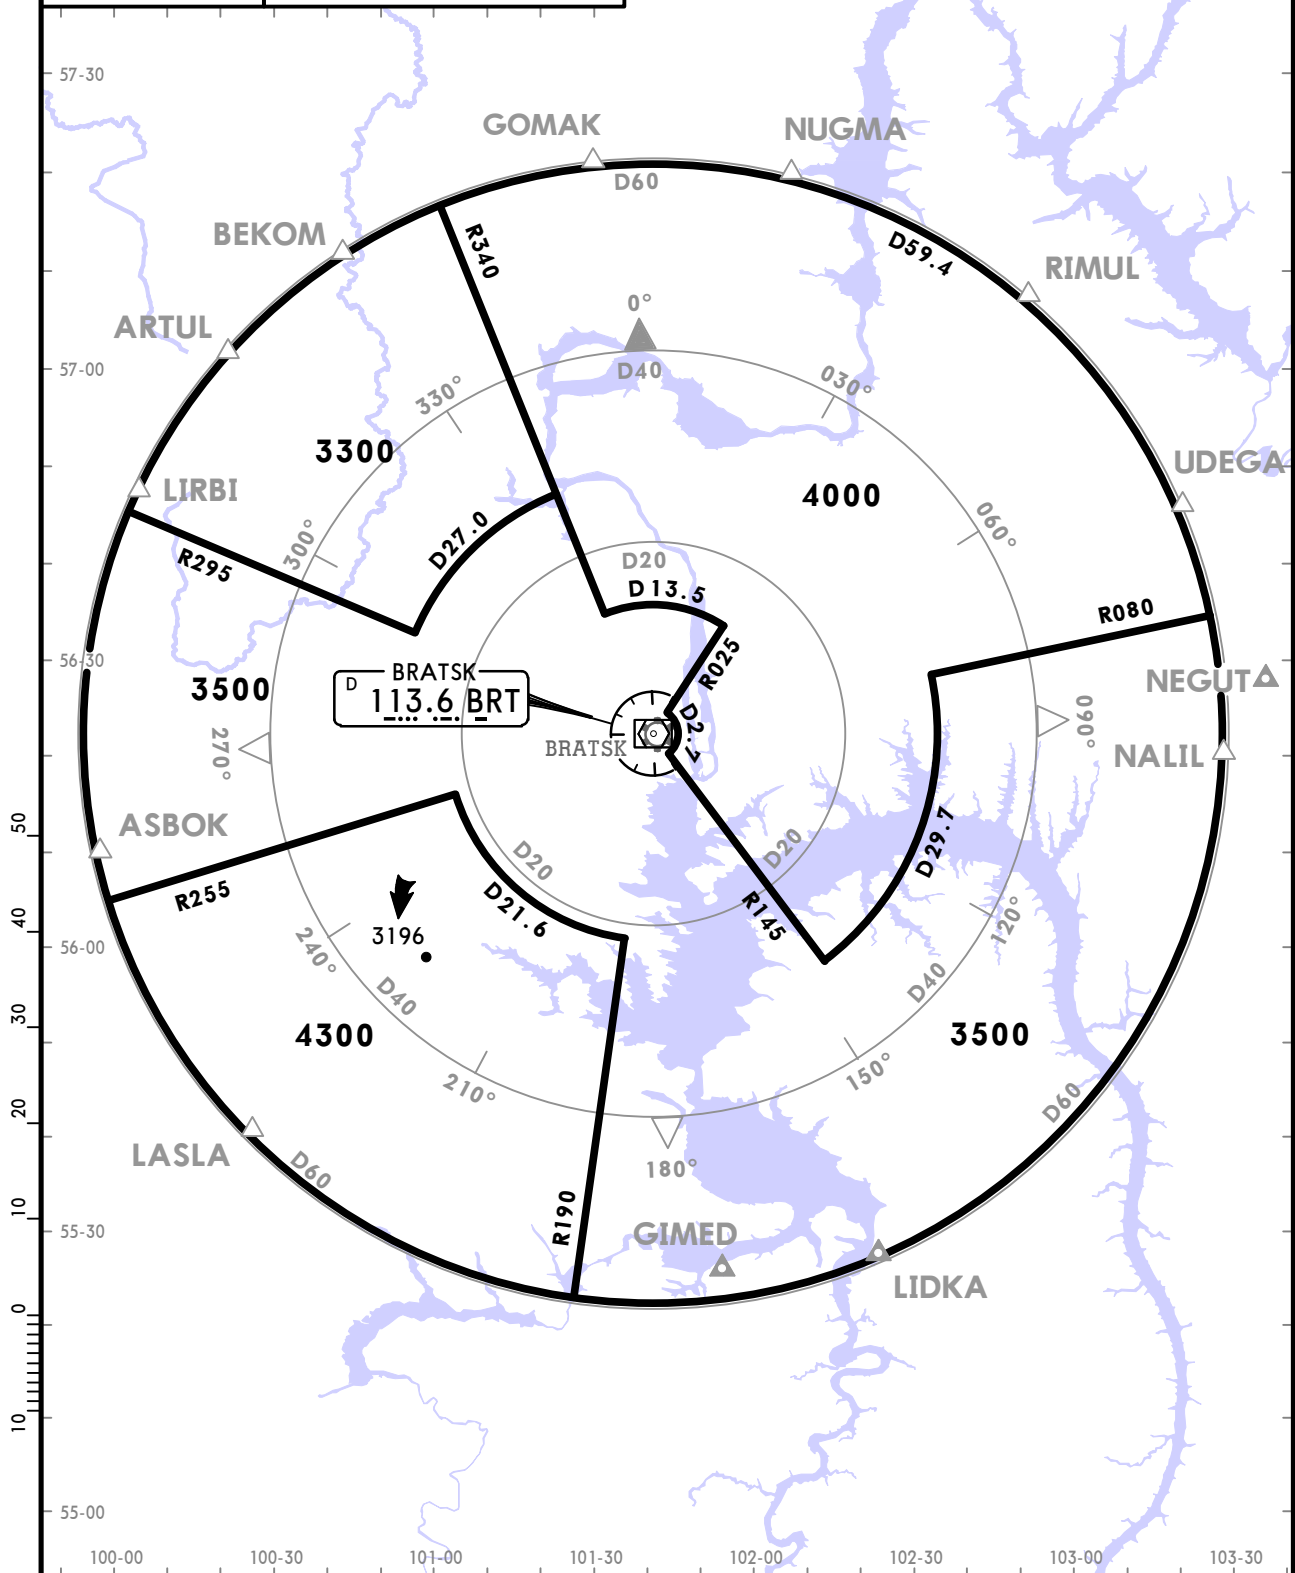 57-30
GOMAK
NUGMA
D60
BEKOM
R340
D59.4
RIMUL
0°
ARTUL
57-00
D40
030°
330°
3300
4000
UDEGA
LIRBI
D27.0
300°
060°
R295
D20
D13.5
R080
R025
56-30
BRATSK
D 113.6 BRT
3500
NEGUT
D2.7
090°
270°
BRATSK
NALIL
50
ASBOK
D20
D20
D29.7
R255
D21.6
R145
40
3196
240°
120°
56-00
D40
D40
30
4300
3500
210°
150°
20
D60
LASLA
D60
180°
10
R190
GIMED
55-30
LIDKA
0
10
55-00
100-00 100-30 101-00 101-30 102-00 102-30 103-00 103-30